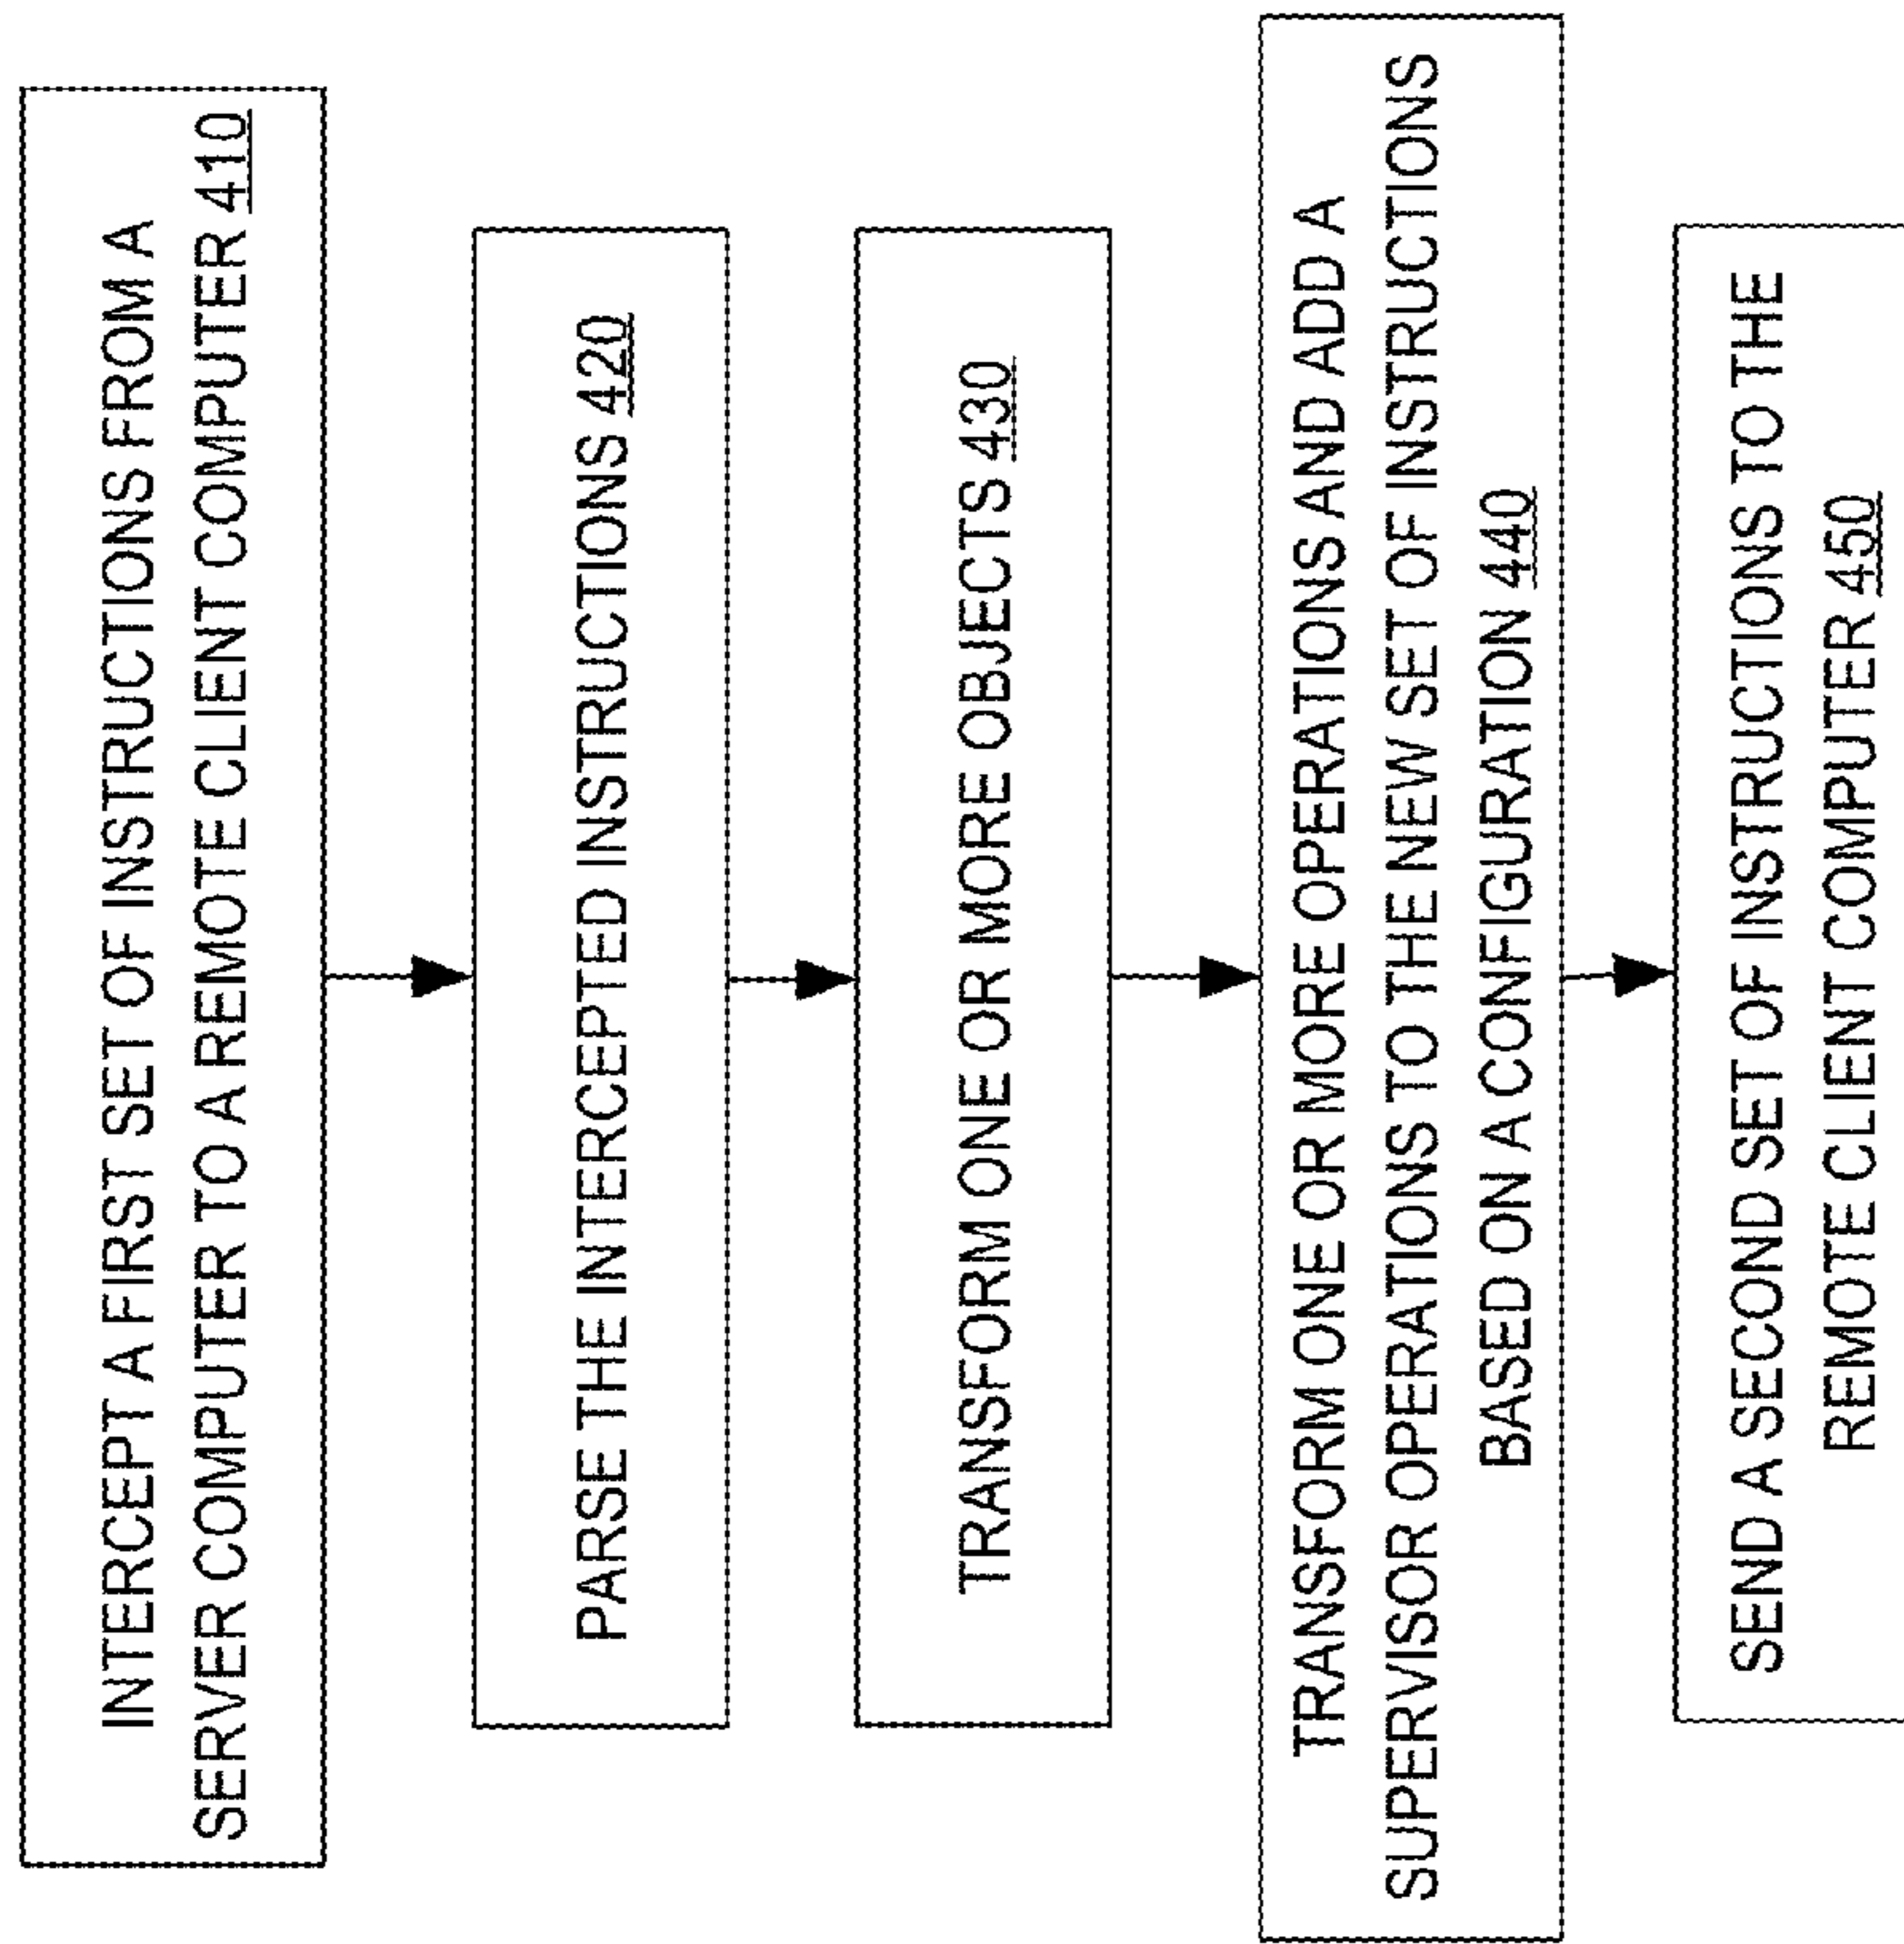 INTERCEPT A FIRST SET OF INSTRUCTIONS FROM A
SERVER COMPUTER TO A REMOTE CLIENT COMPUTER 410
PARSE THE INTERCEPTED INSTRUCTIONS 420
TRANSFORM ONE OR MORE OBJECTS 430
TRANSFORM ONE OR MORE OPERATIONS AND ADD A
SUPERVISOR OPERATIONS TO THE NEW SET OF INSTRUCTIONS
BASED ON A CONFIGURATION 440
SEND A SECOND SET OF INSTRUCTIONS TO THE
REMOTE CLIENT COMPUTER 450